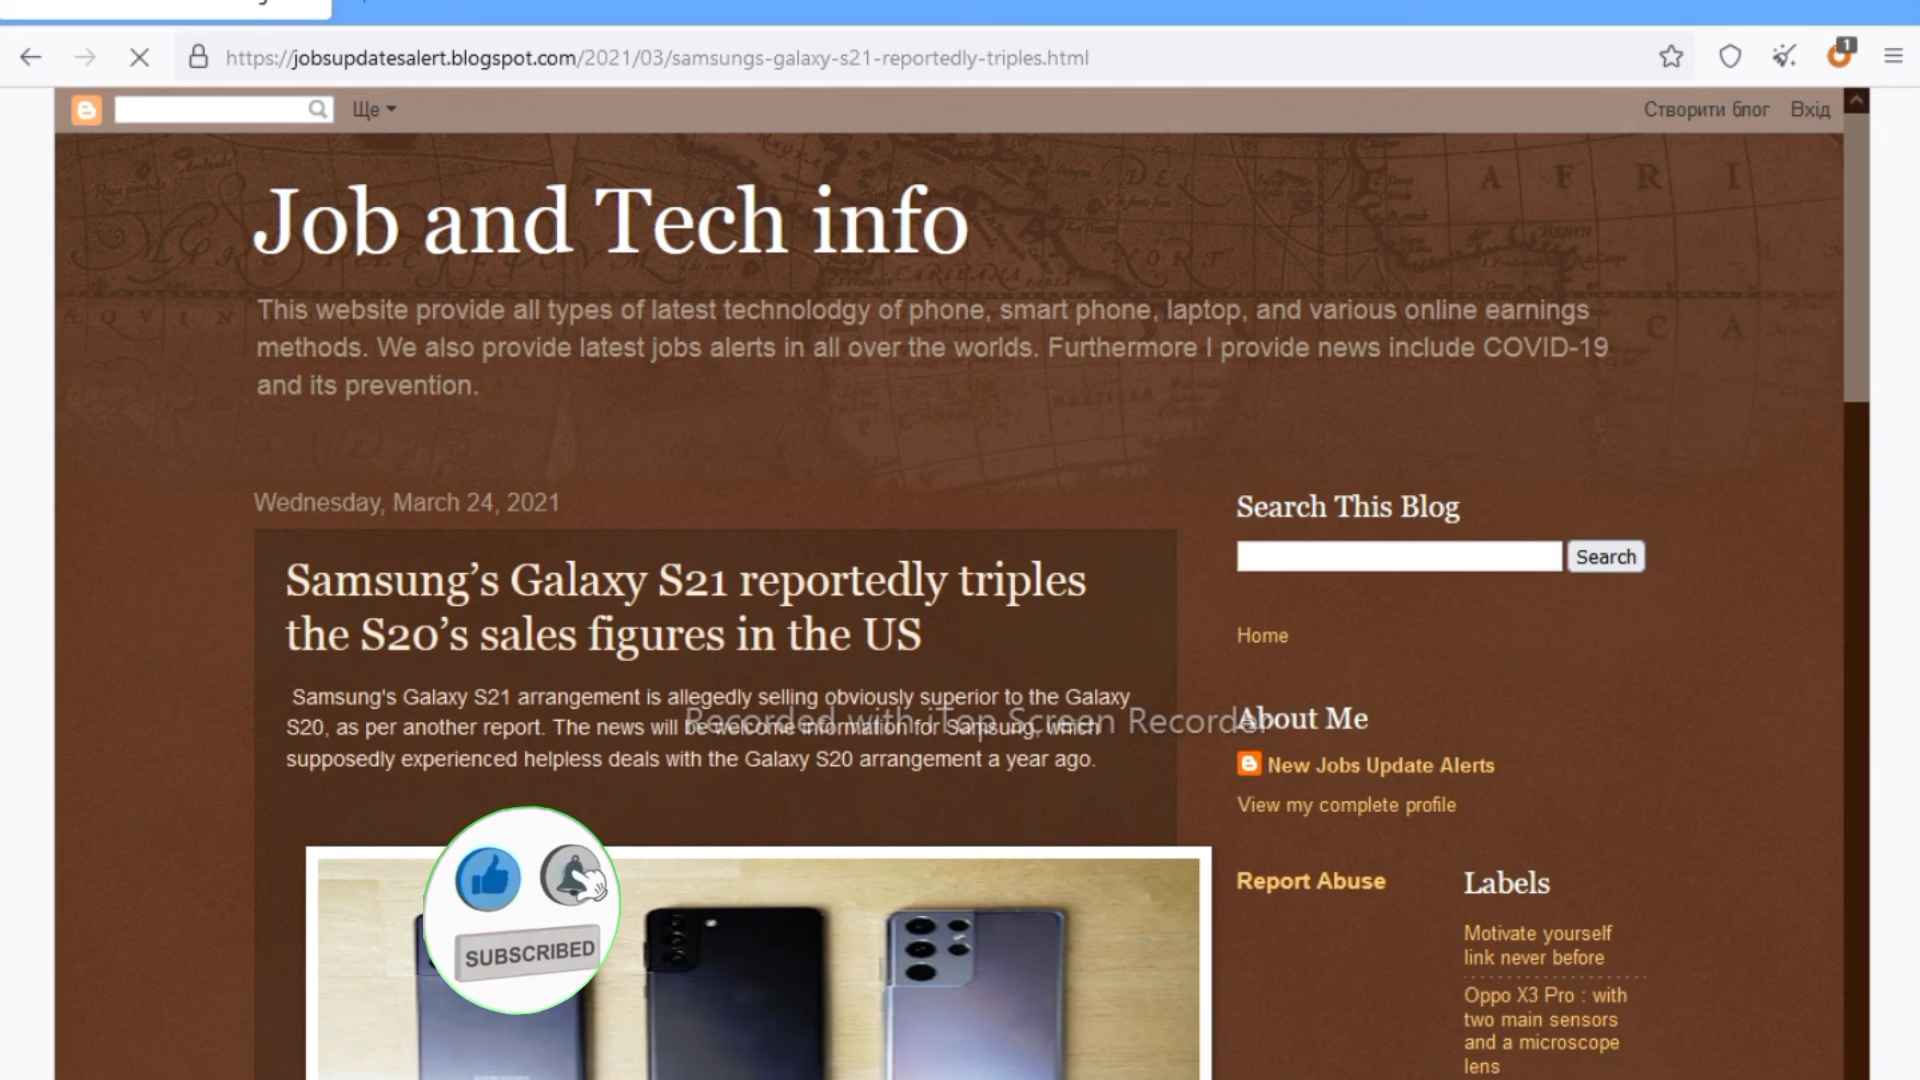 https://jobsupdatesalert.blogspot.com/2021/03/samsungs-galaxy-s21-reportedly-triples.html
1
Ще
Створити блог
Вхід
Job and Tech info
This website provide all types of latest technolodgy of phone, smart phone, laptop, and various online earnings
methods. We also provide latest jobs alerts in all over the worlds. Furthermore I provide news include COVID-19
and its prevention.
Wednesday, March 24, 2021
Samsung’s Galaxy S21 reportedly triples
the S20’s sales figures in the US
Samsung's Galaxy S21 arrangement is allegedly selling obviously superior to the Galaxy
S20, as per another report. The news will be welcome information for Samsung, which
supposedly experienced helpless deals with the Galaxy S20 arrangement a year ago.
Recorded with iTop Screen Recorder
SUBSCRIBED
Search This Blog
Search
Home
About Me
New Jobs Update Alerts
View my complete profile
Report Abuse
Labels
Motivate yourself
link never before
Oppo X3 Pro : with
two main sensors
and a microscope
lens